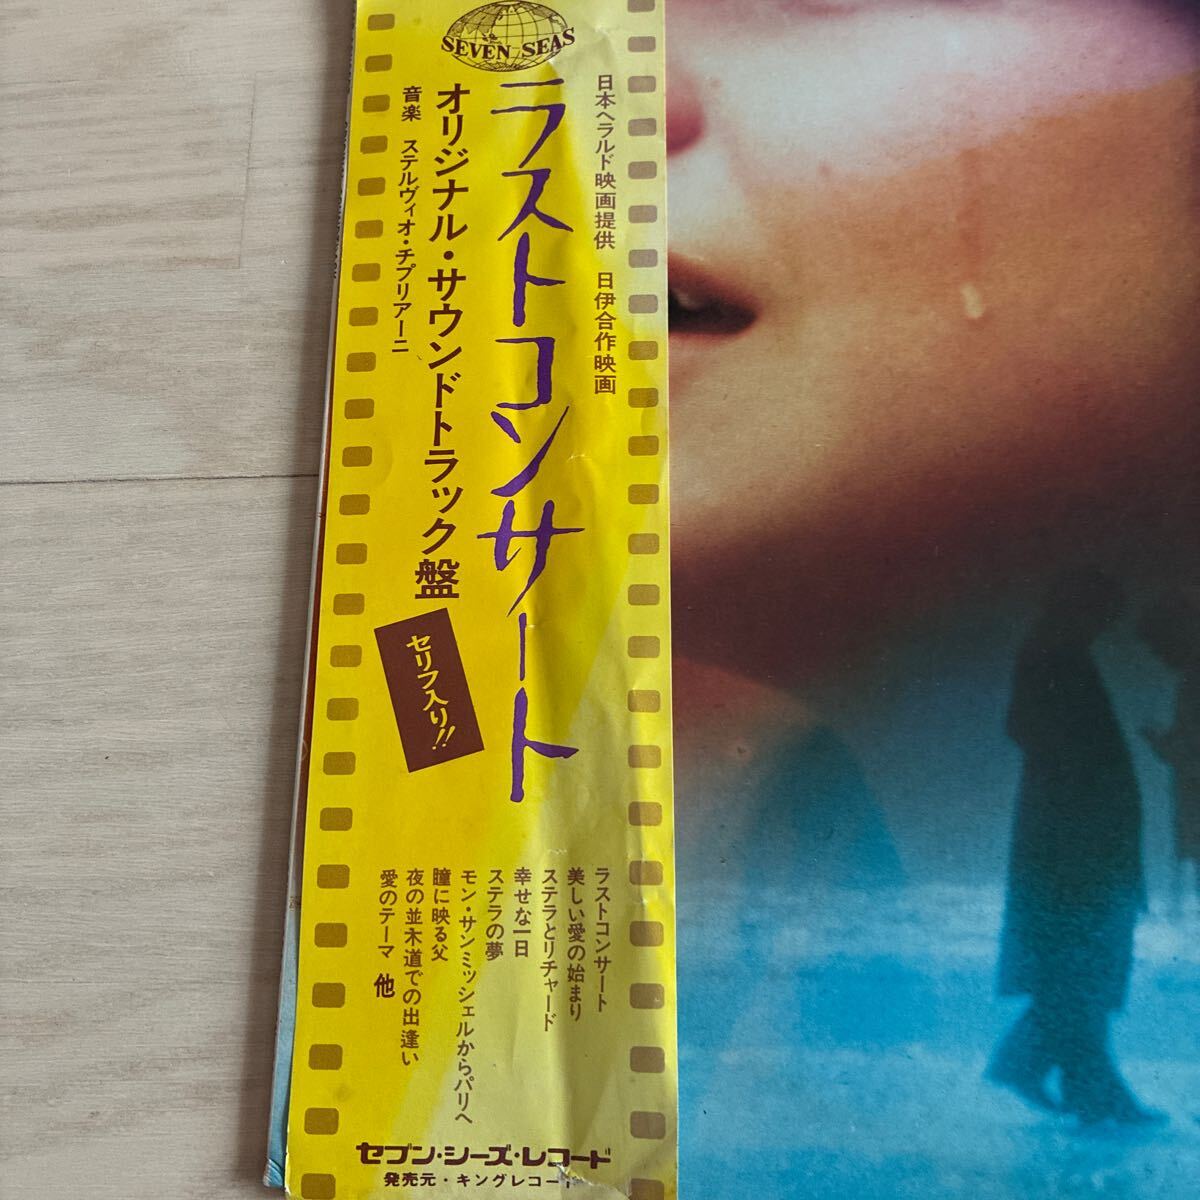 SEVEN SEAS
日本ヘラルド映画提供 日伊合作映画
ラストコンサート
オリジナル・サウンドトラック盤
音楽 ステルヴィオ・チプリアーニ
セリフ入り!!
ラストコンサート
美しい愛の始まり
ステラとリチャード
幸せな一日
ステラの夢
モン・サンミッシェルからパリへ
瞳に映る父
夜の並木道での出逢い
愛のテーマ 他
セブン・シーズ・レコード
発売元・キングレコード